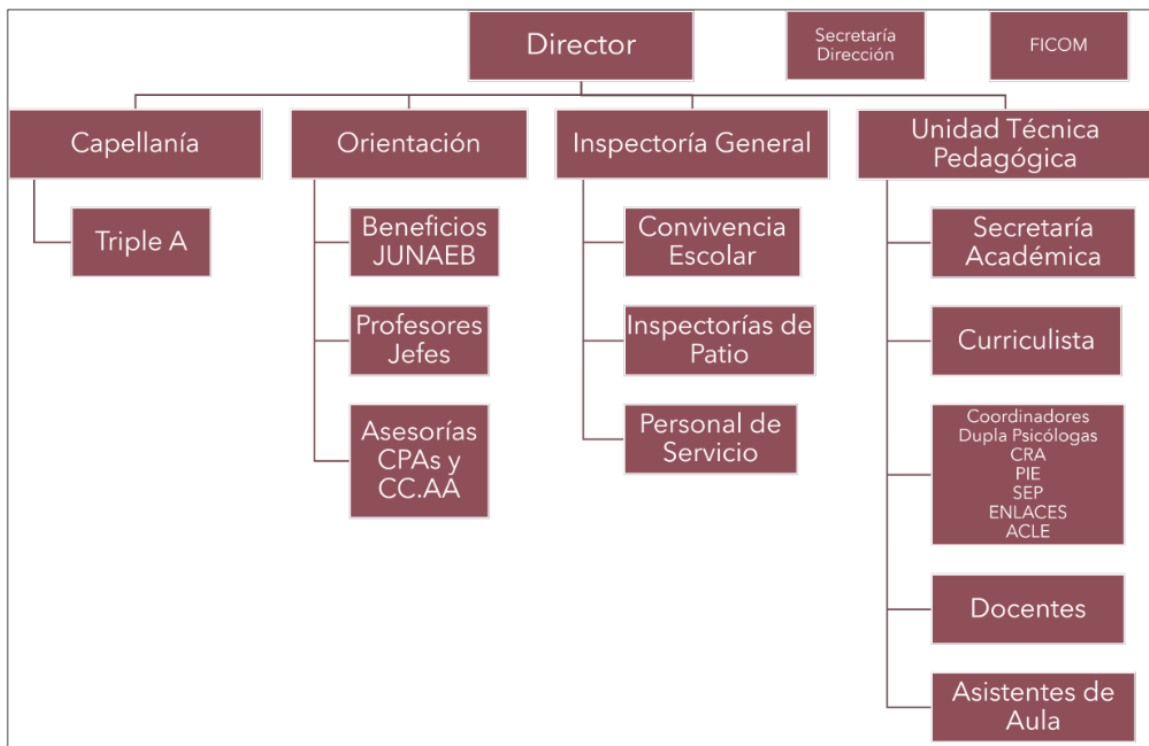 Director
Secretaría
Dirección
FICOM
Capellanía
Orientación
Inspectoría General
Unidad Técnica
Pedagógica
Triple A
Beneficios
JUNAEB
Profesores
Jefes
Asesorías
CPAs y
CC.AA
Convivencia
Escolar
Inspectorías de
Patio
Personal de
Servicio
Secretaría
Académica
Curriculista
Coordinadores
Dupla Psicólogas
CRA
PIE
SEP
ENLACES
ACLE
Docentes
Asistentes de
Aula